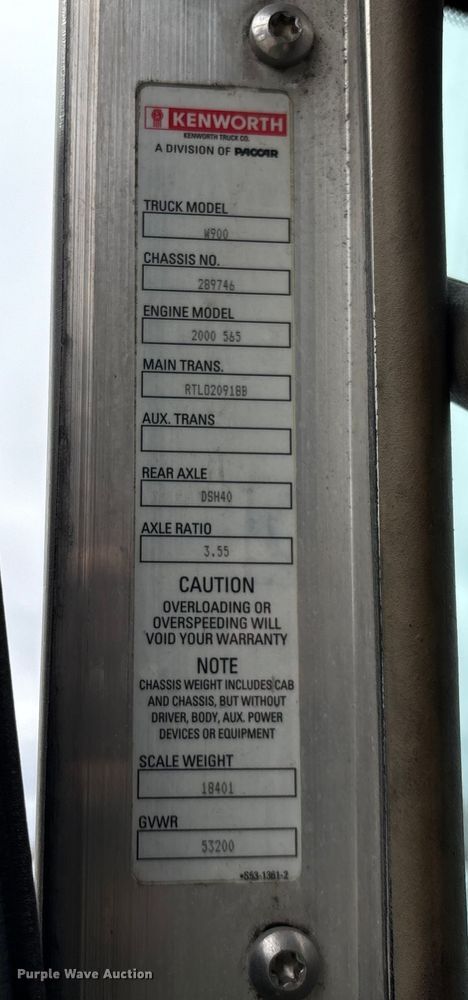 KENWORTH
KENWORTH TRUCK CO.
A DIVISION OF PACCAR
TRUCK MODEL
W900
CHASSIS NO.
289746
ENGINE MODEL
2000 565
MAIN TRANS.
RTLO20918B
AUX. TRANS
REAR AXLE
DSH40
AXLE RATIO
3.55
CAUTION
OVERLOADING OR
OVERSPEEDING WILL
VOID YOUR WARRANTY
NOTE
CHASSIS WEIGHT INCLUDES CAB
AND CHASSIS, BUT WITHOUT
DRIVER, BODY, AUX. POWER
DEVICES OR EQUIPMENT
SCALE WEIGHT
18401
GVWR
53200
•S53-1361-2
Purple Wave Auction